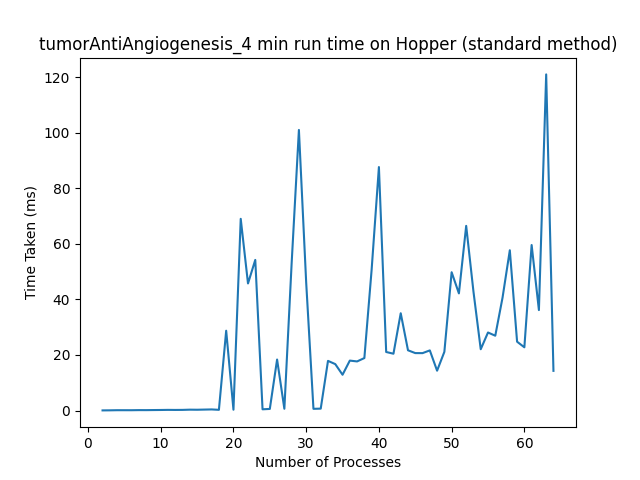 tumorAntiAngiogenesis_4 min run time on Hopper (standard method)
120
100
80
60
40
20
0
Time Taken (ms)
0 10 20 30 40 50 60
Number of Processes